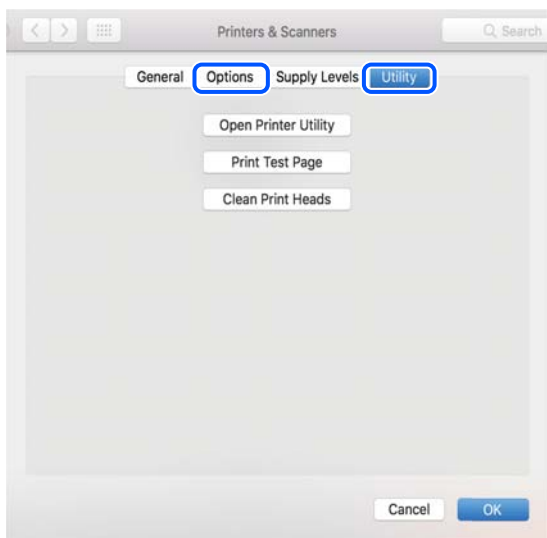 Printers & Scanners Search
General Options Supply Levels Utility
Open Printer Utility
Print Test Page
Clean Print Heads
Cancel OK